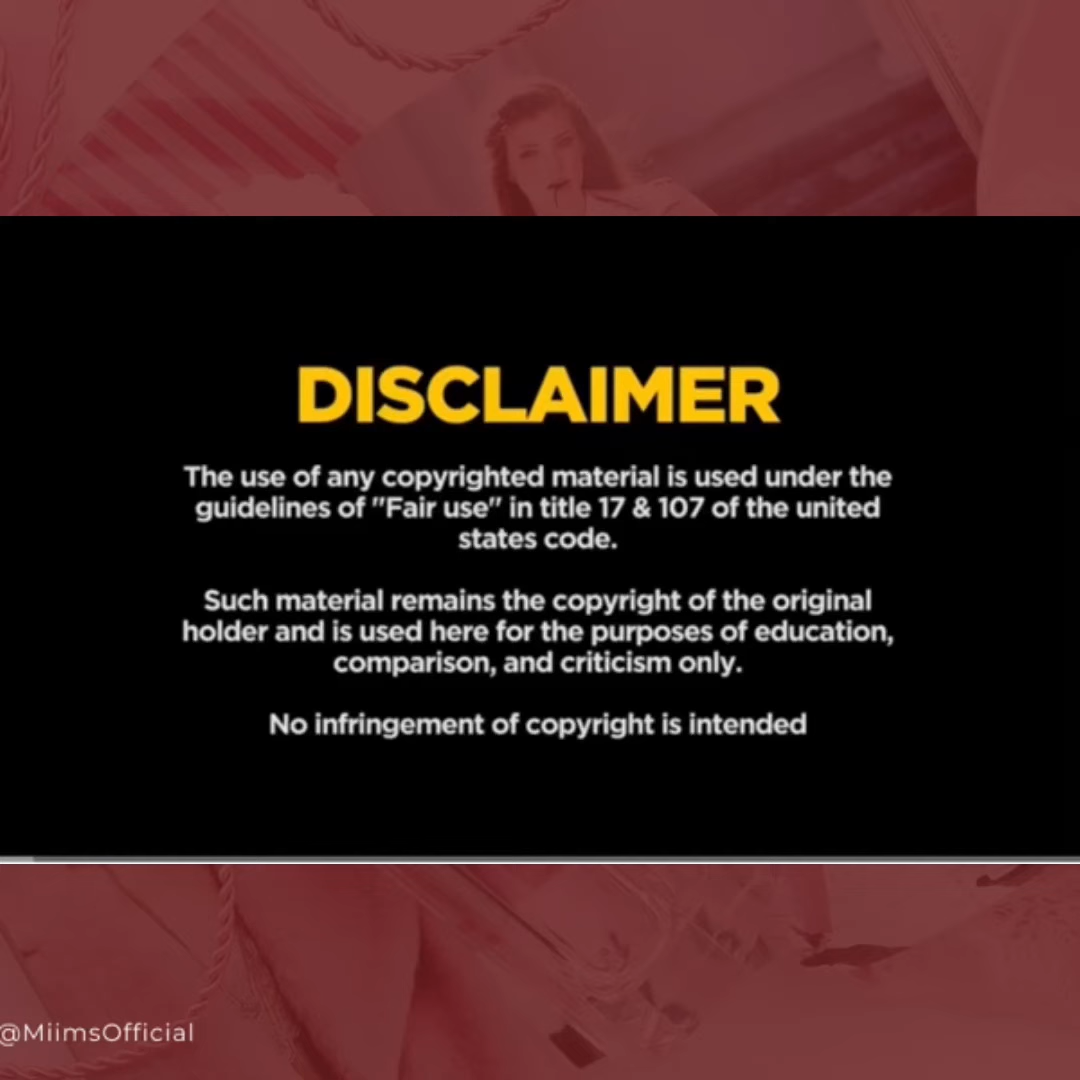 DISCLAIMER
The use of any copyrighted material is used under the
guidelines of "Fair use" in title 17 & 107 of the united
states code.
Such material remains the copyright of the original
holder and is used here for the purposes of education,
comparison, and criticism only.
No infringement of copyright is intended
@MiimsOfficial